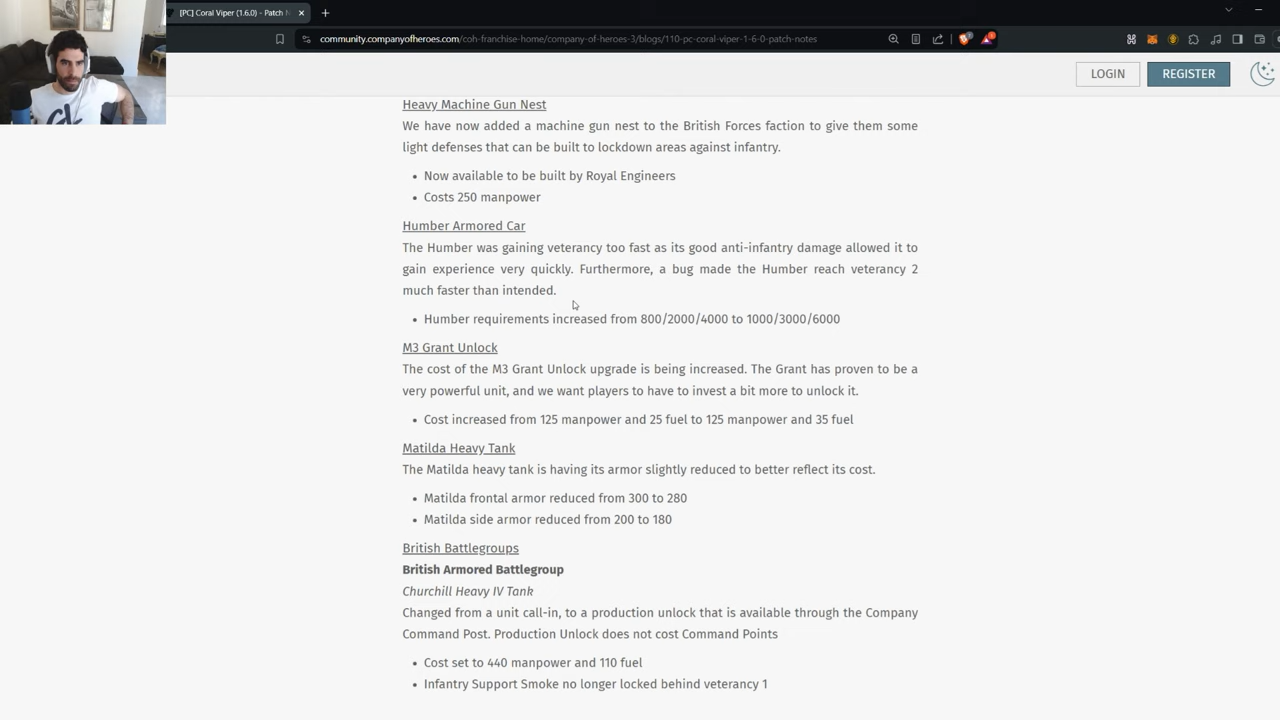 [PC] Coral Viper (1.6.0) - Patch N
community.companyofheroes.com/coh-franchise-home/company-of-heroes-3/blogs/110-pc-coral-viper-1-6-0-patch-notes
LOGIN
REGISTER
Heavy Machine Gun Nest
We have now added a machine gun nest to the British Forces faction to give them some
light defenses that can be built to lockdown areas against infantry.
• Now available to be built by Royal Engineers
• Costs 250 manpower
Humber Armored Car
The Humber was gaining veterancy too fast as its good anti-infantry damage allowed it to
gain experience very quickly. Furthermore, a bug made the Humber reach veterancy 2
much faster than intended.
• Humber requirements increased from 800/2000/4000 to 1000/3000/6000
M3 Grant Unlock
The cost of the M3 Grant Unlock upgrade is being increased. The Grant has proven to be a
very powerful unit, and we want players to have to invest a bit more to unlock it.
• Cost increased from 125 manpower and 25 fuel to 125 manpower and 35 fuel
Matilda Heavy Tank
The Matilda heavy tank is having its armor slightly reduced to better reflect its cost.
• Matilda frontal armor reduced from 300 to 280
• Matilda side armor reduced from 200 to 180
British Battlegroups
British Armored Battlegroup
Churchill Heavy IV Tank
Changed from a unit call-in, to a production unlock that is available through the Company
Command Post. Production Unlock does not cost Command Points
• Cost set to 440 manpower and 110 fuel
• Infantry Support Smoke no longer locked behind veterancy 1